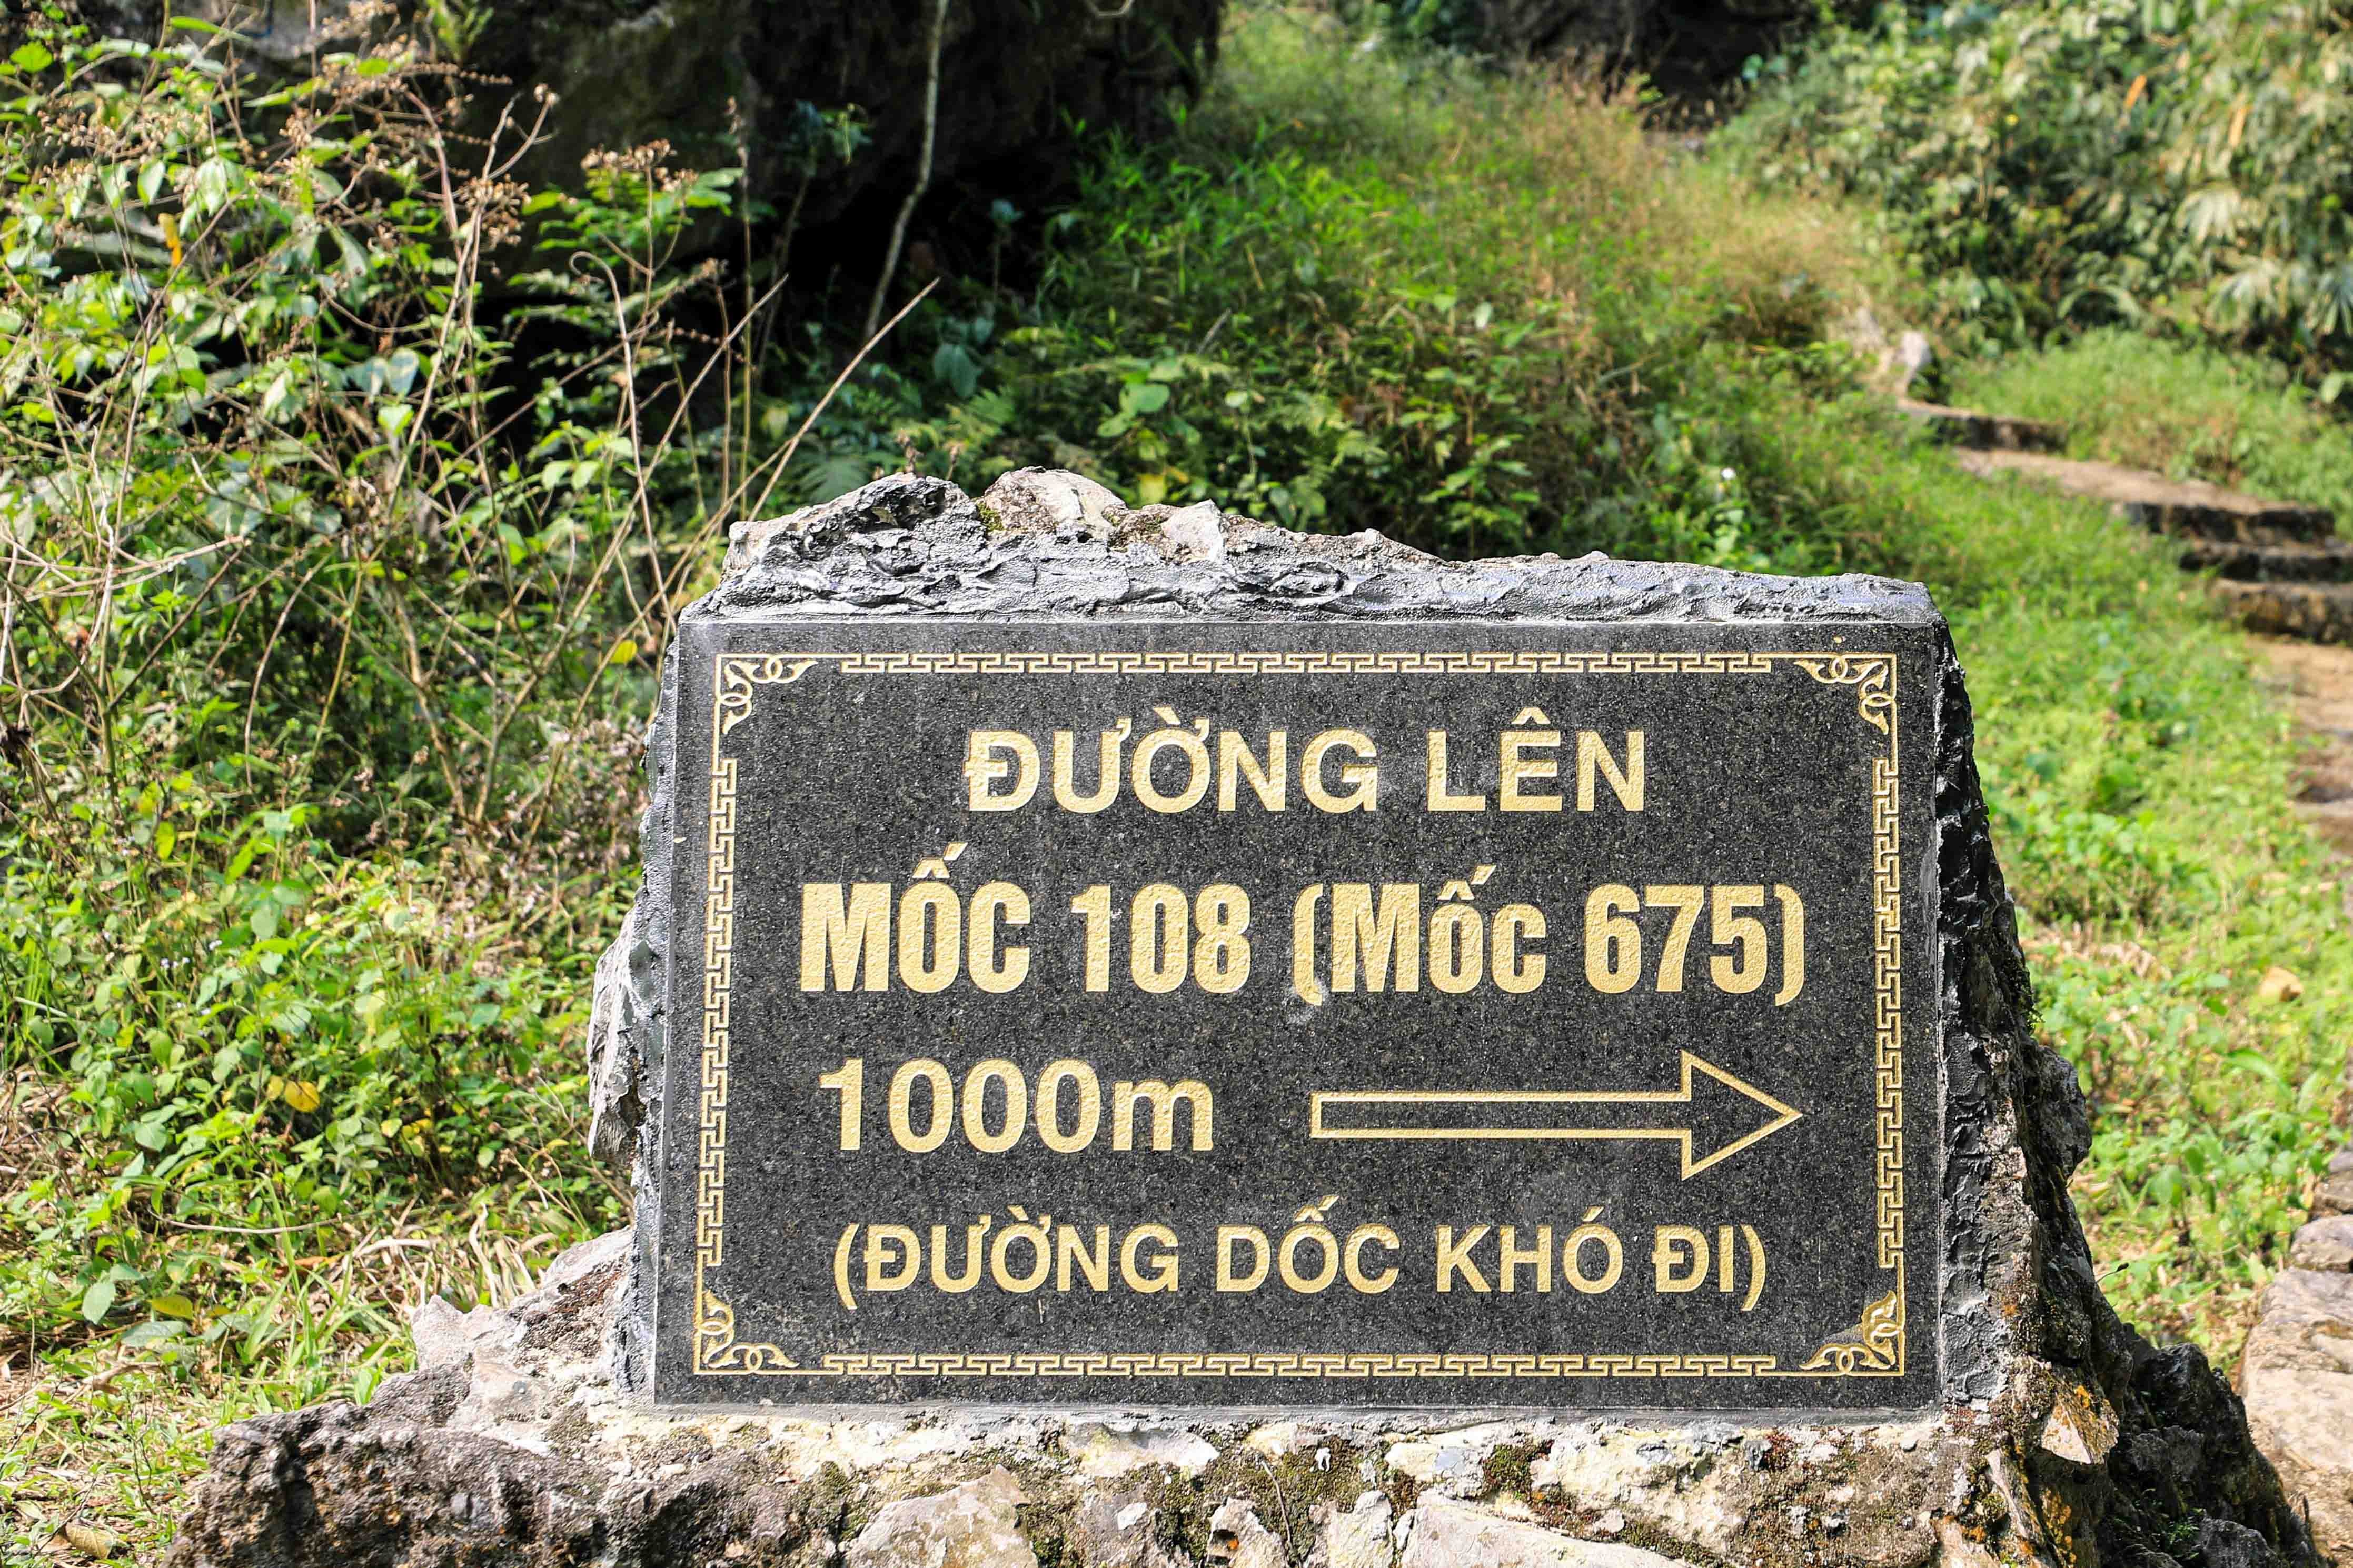 ĐƯỜNG LÊN
MỐC 108 (Mốc 675)
1000m
(ĐƯỜNG DỐC KHÓ ĐI)